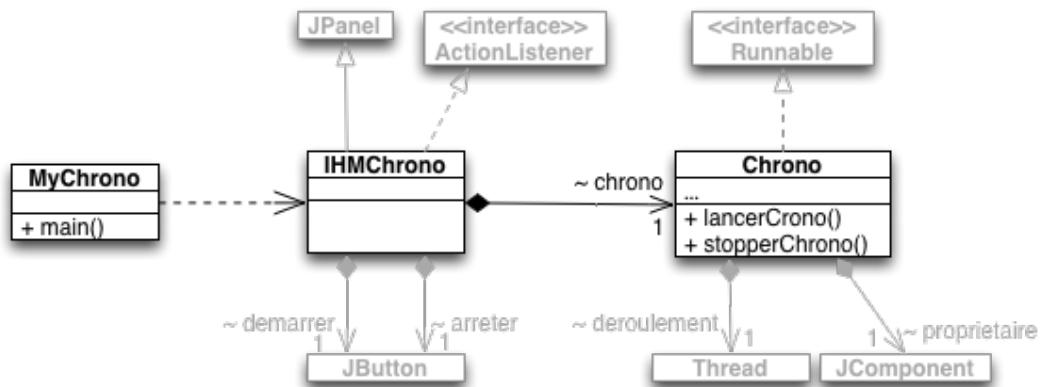 JPanel
<<interface>>
ActionListener
<<interface>>
Runnable
MyChrono
+ main()
IHMChrono
~ chrono
1
Chrono
...
+ lancerCrono()
+ stopperChrono()
~ demarrer
1
~ arreter
1
~ deroulement
1
1
~ proprietaire
JButton
Thread
JComponent